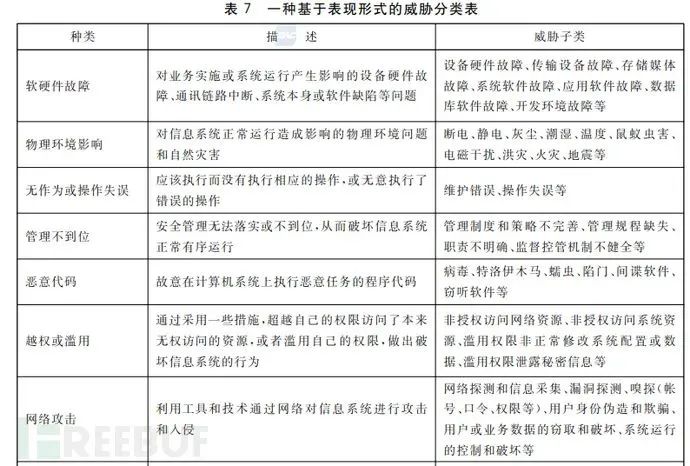 表 7　一种基于表现形式的威胁分类表
种类
描　述
威胁子类
软硬件故障
对业务实施或系统运行产生影响的设备硬件故
障、通讯链路中断、系统本身或软件缺陷等问题
设备硬件故障、传输设备故障、存储媒体
故障、系统软件故障、应用软件故障、数据
库软件故障、开发环境故障等
物理环境影响
对信息系统正常运行造成影响的物理环境问题
和自然灾害
断电、静电、灰尘、潮湿、温度、鼠蚁虫害、
电磁干扰、洪灾、火灾、地震等
无作为或操作失误
应该执行而没有执行相应的操作,或无意执行了
错误的操作
维护错误、操作失误等
管理不到位
安全管理无法落实或不到位,从而破坏信息系统
正常有序运行
管理制度和策略不完善、管理规程缺失、
职责不明确、监督控管机制不健全等
恶意代码
故意在计算机系统上执行恶意任务的程序代码
病毒、特洛伊木马、蠕虫、陷门、间谍软件、
窃听软件等
越权或滥用
通过采用一些措施,超越自己的权限访问了本来
无权访问的资源,或者滥用自己的权限,做出破
坏信息系统的行为
非授权访问网络资源、非授权访问系统资
源、滥用权限非正常修改系统配置或数
据、滥用权限泄露秘密信息等
网络攻击
利用工具和技术通过网络对信息系统进行攻击
和入侵
网络探测和信息采集、漏洞探测、嗅探(帐
号、口令、权限等)、用户身份伪造和欺骗、
用户或业务数据的窃取和破坏、系统运行
的控制和破坏等
FREEBUF